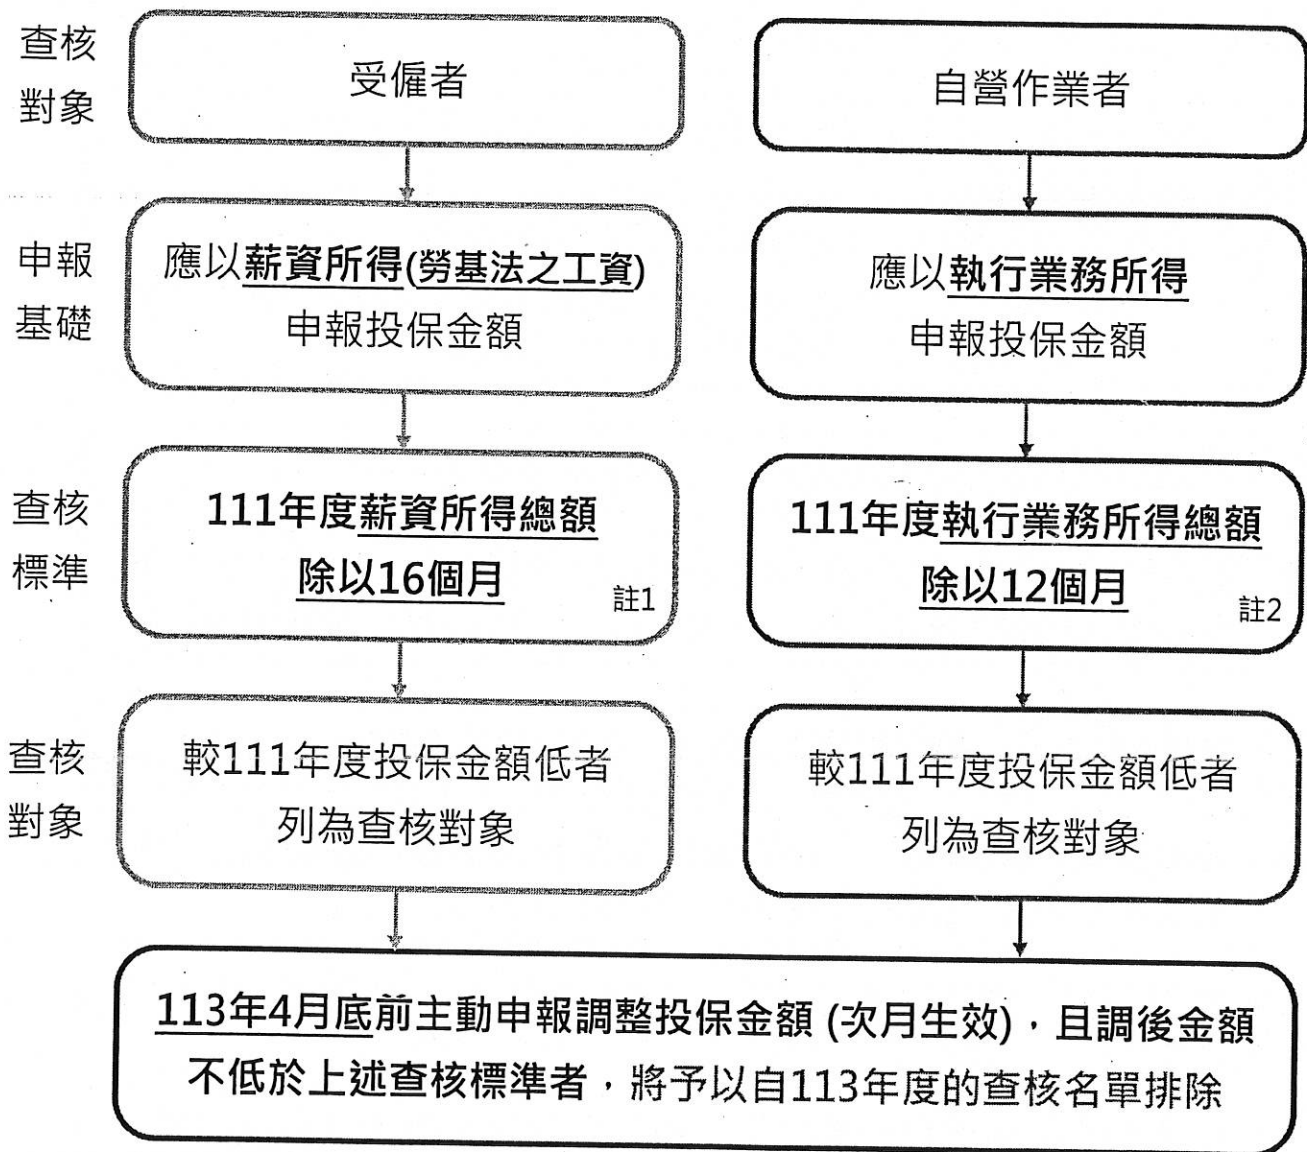 查核
對象
受僱者
自營作業者
申報
基礎
應以薪資所得(勞基法之工資)
申報投保金額
應以執行業務所得
申報投保金額
查核
標準
111年度薪資所得總額
除以16個月
註1
111年度執行業務所得總額
除以12個月
註2
查核
對象
較111年度投保金額低者
列為查核對象
較111年度投保金額低者
列為查核對象
113年4月底前主動申報調整投保金額 (次月生效)，且調後金額
不低於上述查核標準者，將予以自113年度的查核名單排除